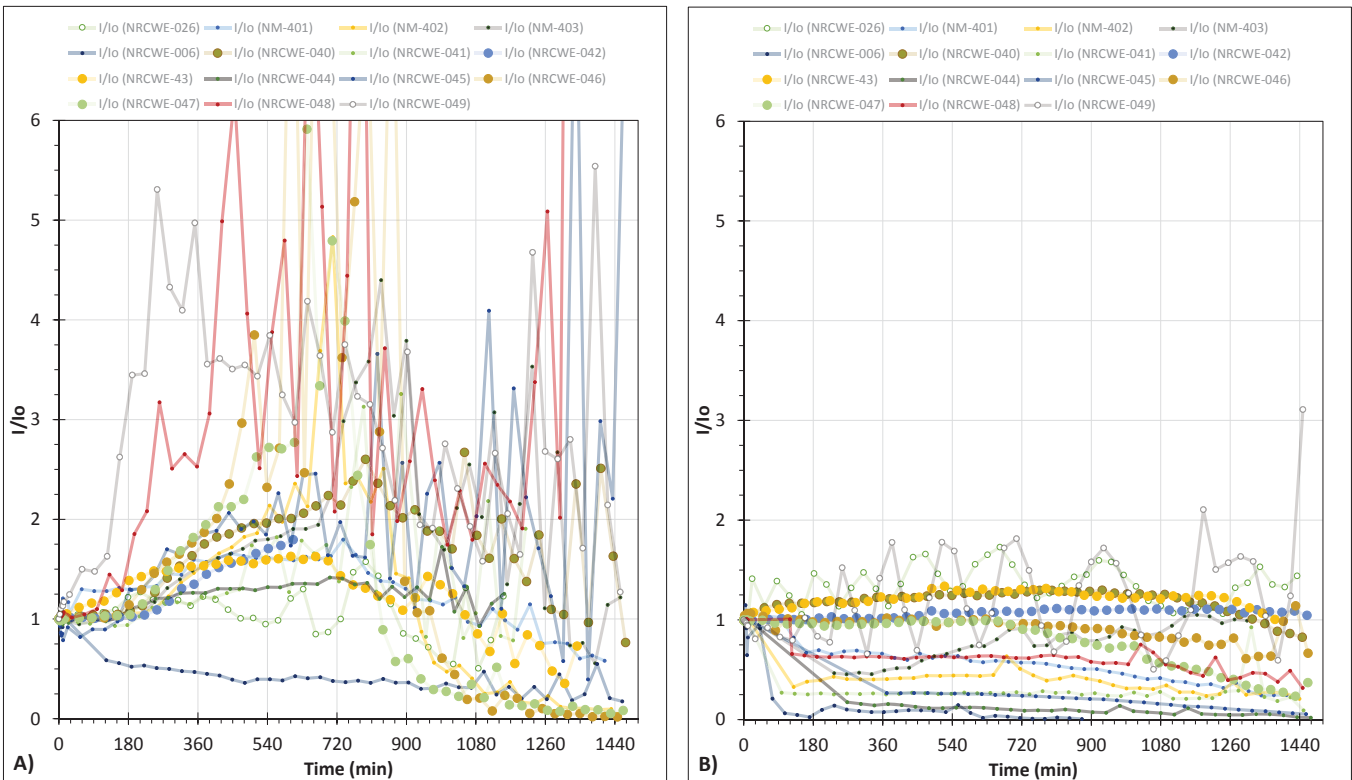 I/Io (NRCWE-026) I/Io (NM-401) I/Io (NM-402) I/Io (NM-403)
I/Io (NRCWE-006) I/Io (NRCWE-040) I/Io (NRCWE-041) I/Io (NRCWE-042)
I/Io (NRCWE-43) I/Io (NRCWE-044) I/Io (NRCWE-045) I/Io (NRCWE-046)
I/Io (NRCWE-047) I/Io (NRCWE-048) I/Io (NRCWE-049)
6
5
4
3
2
1
0
I/Io
0 180 360 540 720 900 1080 1260 1440
Time (min)
A)
I/Io (NRCWE-026) I/Io (NM-401) I/Io (NM-402) I/Io (NM-403)
I/Io (NRCWE-006) I/Io (NRCWE-040) I/Io (NRCWE-041) I/Io (NRCWE-042)
I/Io (NRCWE-43) I/Io (NRCWE-044) I/Io (NRCWE-045) I/Io (NRCWE-046)
I/Io (NRCWE-047) I/Io (NRCWE-048) I/Io (NRCWE-049)
6
5
4
3
2
1
0
I/Io
0 180 360 540 720 900 1080 1260 1440
Time (min)
B)